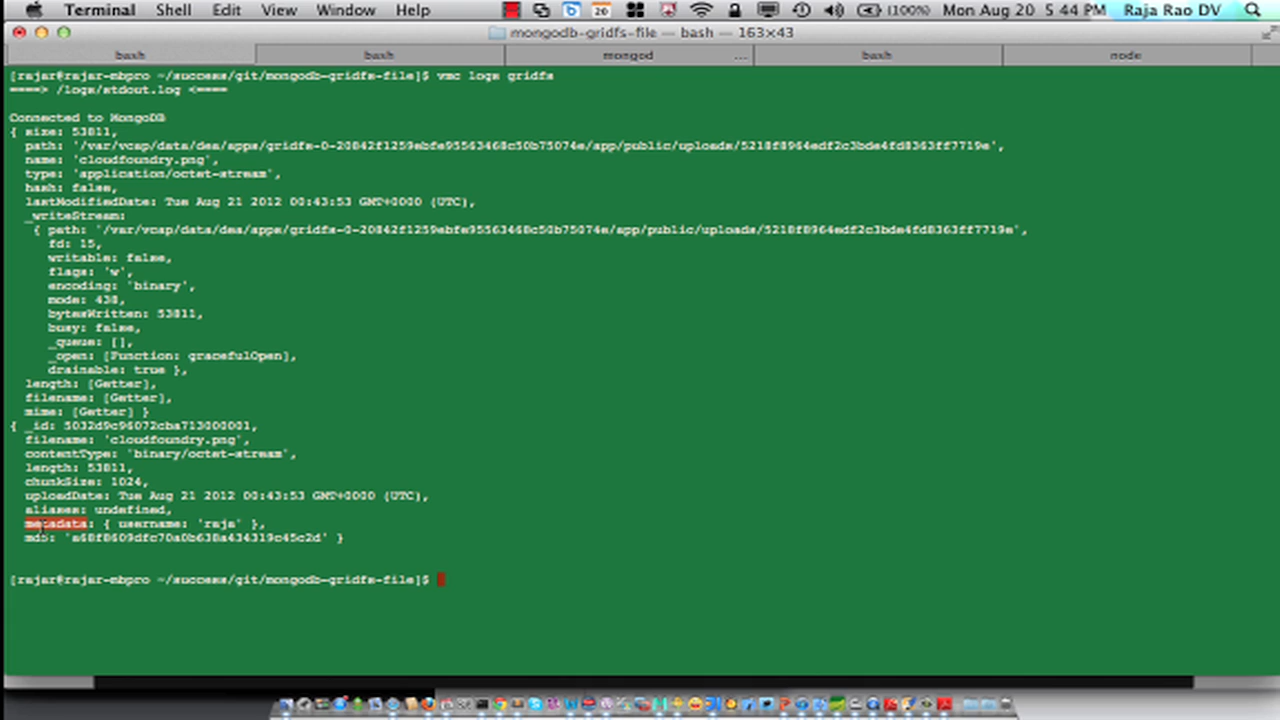 Terminal Shell Edit View Window Help 20 (100%) Mon Aug 20 5:44 PM Raja Rao DV
mongodb-gridfs-file — bash — 163×43
bash bash mongod ... bash node
[rajar@rajar-mbpro ~/success/git/mongodb-gridfs-file]$ vmc logs gridfs
====> /logs/stdout.log <====
Connected to MongoDB
{ size: 53811,
path: '/var/vcap/data/dea/apps/gridfs-0-20842f1259ebfe95563468c50b75074e/app/public/uploads/5218f8964edf2c3bde4fd8363ff7719e',
name: 'cloudfoundry.png',
type: 'application/octet-stream',
hash: false,
lastModifiedDate: Tue Aug 21 2012 00:43:53 GMT+0000 (UTC),
_writeStream:
{ path: '/var/vcap/data/dea/apps/gridfs-0-20842f1259ebfe95563468c50b75074e/app/public/uploads/5218f8964edf2c3bde4fd8363ff7719e',
fd: 15,
writable: false,
flags: 'w',
encoding: 'binary',
mode: 438,
bytesWritten: 53811,
busy: false,
_queue: [],
_open: [Function: gracefulOpen],
drainable: true },
length: [Getter],
filename: [Getter],
mime: [Getter] }
{ _id: 5032d9c96072cba713000001,
filename: 'cloudfoundry.png',
contentType: 'binary/octet-stream',
length: 53811,
chunkSize: 1024,
uploadDate: Tue Aug 21 2012 00:43:53 GMT+0000 (UTC),
aliases: undefined,
metadata: { username: 'raja' },
md5: 'a68f8609dfc70a0b638a434319c45c2d' }
[rajar@rajar-mbpro ~/success/git/mongodb-gridfs-file]$